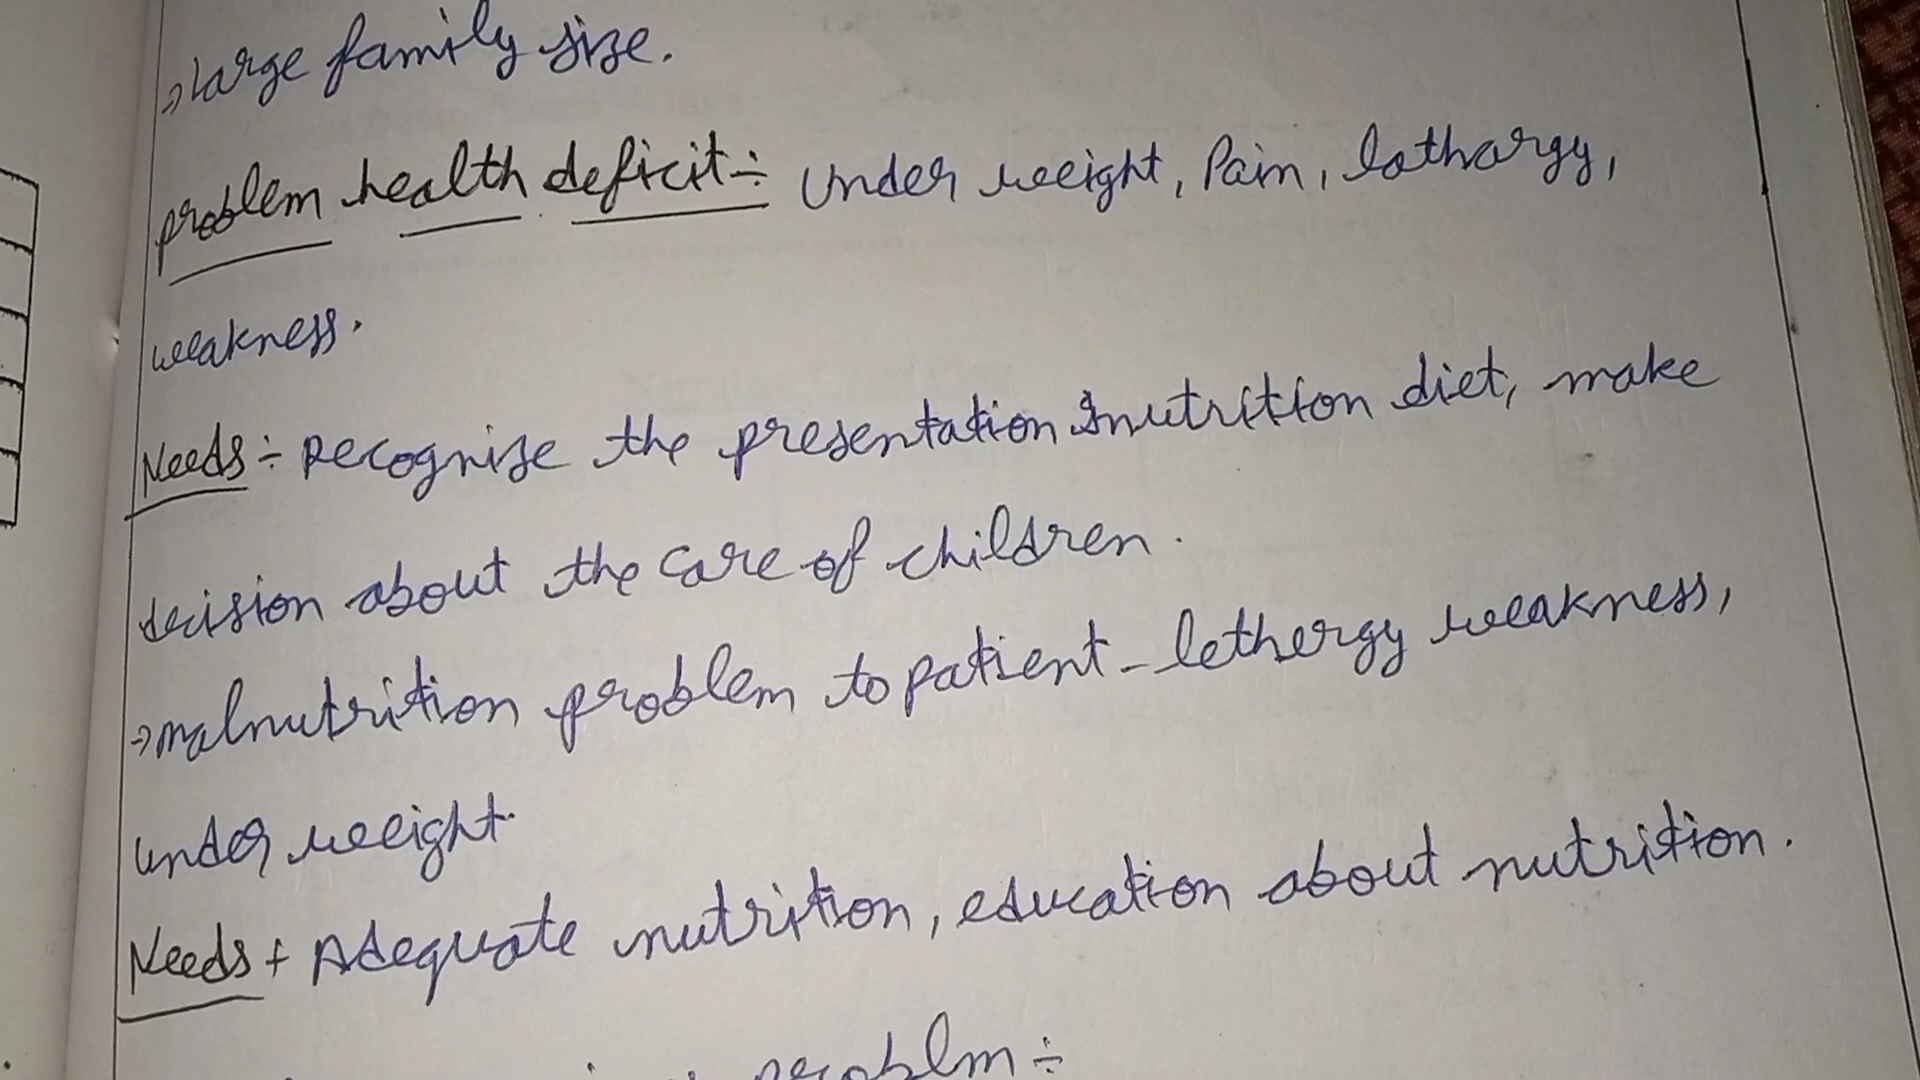 → Large family size.
problem health deficit ÷ Under weight, Pain, lathargy,
weakness.
Needs ÷ Recognise the presentation & nutrition diet, make
decision about the care of children.
→ malnutrition problem to patient - lethergy weakness,
under weight.
Needs ÷ Adequate nutrition, education about nutrition.
problm ÷